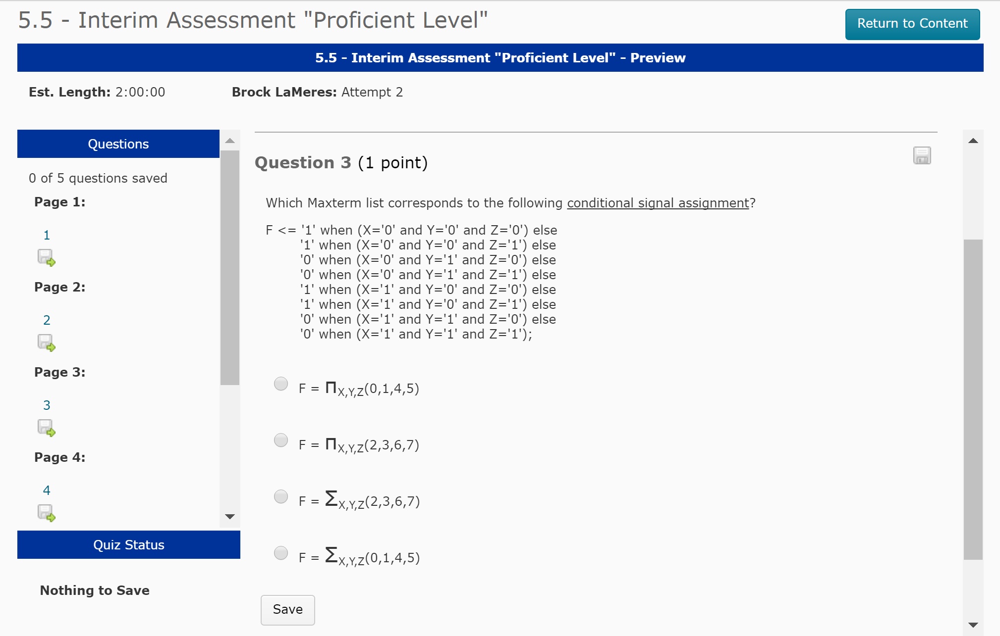 5.5 - Interim Assessment "Proficient Level"
Return to Content
5.5 - Interim Assessment "Proficient Level" - Preview
Est. Length: 2:00:00
Brock LaMeres: Attempt 2
Questions
0 of 5 questions saved
Page 1:
1
Page 2:
2
Page 3:
3
Page 4:
4
Quiz Status
Nothing to Save
Question 3 (1 point)
Which Maxterm list corresponds to the following conditional signal assignment?
F <= '1' when (X='0' and Y='0' and Z='0') else
'1' when (X='0' and Y='0' and Z='1') else
'0' when (X='0' and Y='1' and Z='0') else
'0' when (X='0' and Y='1' and Z='1') else
'1' when (X='1' and Y='0' and Z='0') else
'1' when (X='1' and Y='0' and Z='1') else
'0' when (X='1' and Y='1' and Z='0') else
'0' when (X='1' and Y='1' and Z='1');
F = ΠX,Y,Z(0,1,4,5)
F = ΠX,Y,Z(2,3,6,7)
F = ΣX,Y,Z(2,3,6,7)
F = ΣX,Y,Z(0,1,4,5)
Save